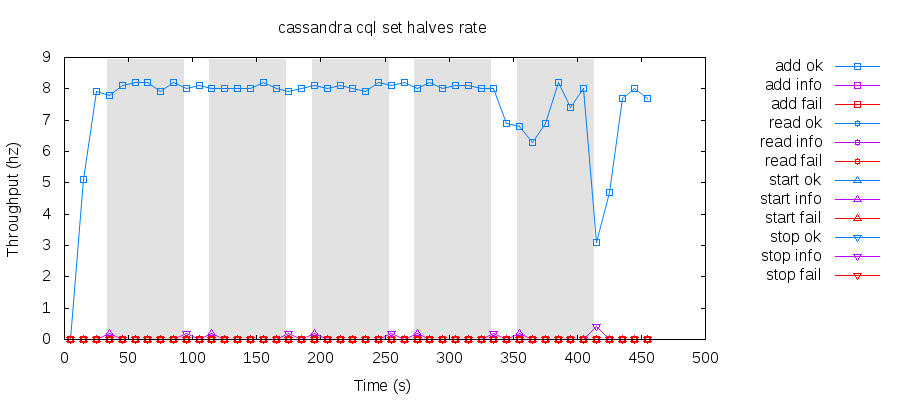 cassandra cql set halves rate
9
8
7
6
5
4
3
2
1
0
Throughput (hz)
0 50 100 150 200 250 300 350 400 450 500
Time (s)
add ok
add info
add fail
read ok
read info
read fail
start ok
start info
start fail
stop ok
stop info
stop fail